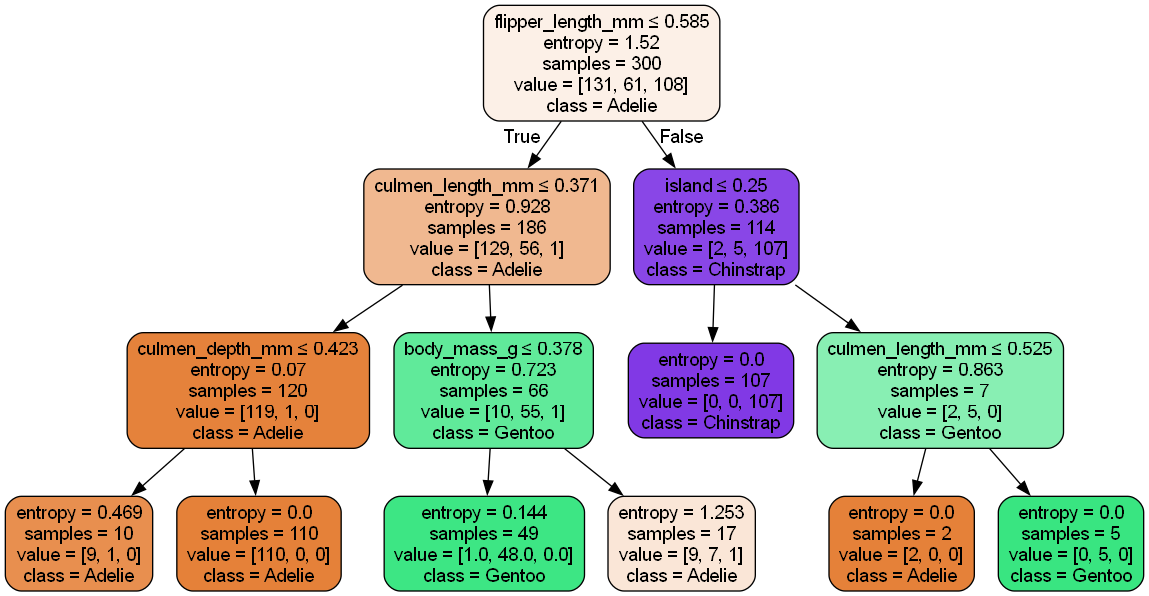 flipper_length_mm ≤ 0.585
entropy = 1.52
samples = 300
value = [131, 61, 108]
class = Adelie
True
False
culmen_length_mm ≤ 0.371
entropy = 0.928
samples = 186
value = [129, 56, 1]
class = Adelie
island ≤ 0.25
entropy = 0.386
samples = 114
value = [2, 5, 107]
class = Chinstrap
culmen_depth_mm ≤ 0.423
entropy = 0.07
samples = 120
value = [119, 1, 0]
class = Adelie
body_mass_g ≤ 0.378
entropy = 0.723
samples = 66
value = [10, 55, 1]
class = Gentoo
entropy = 0.0
samples = 107
value = [0, 0, 107]
class = Chinstrap
culmen_length_mm ≤ 0.525
entropy = 0.863
samples = 7
value = [2, 5, 0]
class = Gentoo
entropy = 0.469
samples = 10
value = [9, 1, 0]
class = Adelie
entropy = 0.0
samples = 110
value = [110, 0, 0]
class = Adelie
entropy = 0.144
samples = 49
value = [1.0, 48.0, 0.0]
class = Gentoo
entropy = 1.253
samples = 17
value = [9, 7, 1]
class = Adelie
entropy = 0.0
samples = 2
value = [2, 0, 0]
class = Adelie
entropy = 0.0
samples = 5
value = [0, 5, 0]
class = Gentoo